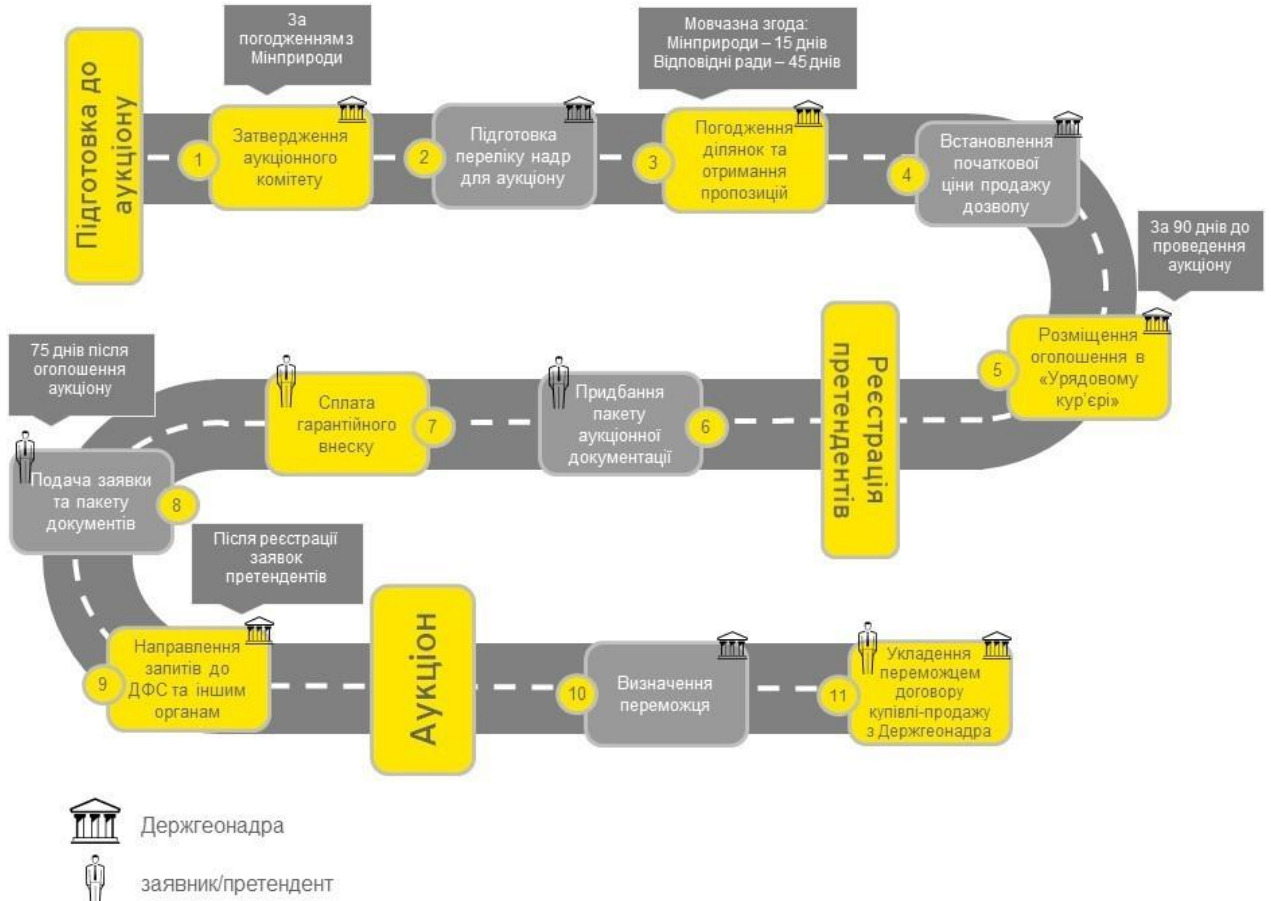 Підготовка до
аукціону
За
погодженням з
Мінприроди
1
Затвердження
аукціонного
комітету
2
Підготовка
переліку надр
для аукціону
Мовчазна згода:
Мінприроди – 15 днів
Відповідні ради – 45 днів
3
Погодження
ділянок та
отримання
пропозицій
4
Встановлення
початкової
ціни продажу
дозволу
За 90 днів до
проведення
аукціону
5
Розміщення
оголошення в
«Урядовому
кур’єрі»
Реєстрація
претендентів
6
Придбання
пакету
аукціонної
документації
7
Сплата
гарантійного
внеску
75 днів після
оголошення
аукціону
8
Подача заявки
та пакету
документів
Після реєстрації
заявок
претендентів
9
Направлення
запитів до
ДФС та іншим
органам
Аукціон
10
Визначення
переможця
11
Укладення
переможцем
договору
купівлі-продажу
з Держгеонадра
Держгеонадра
заявник/претендент